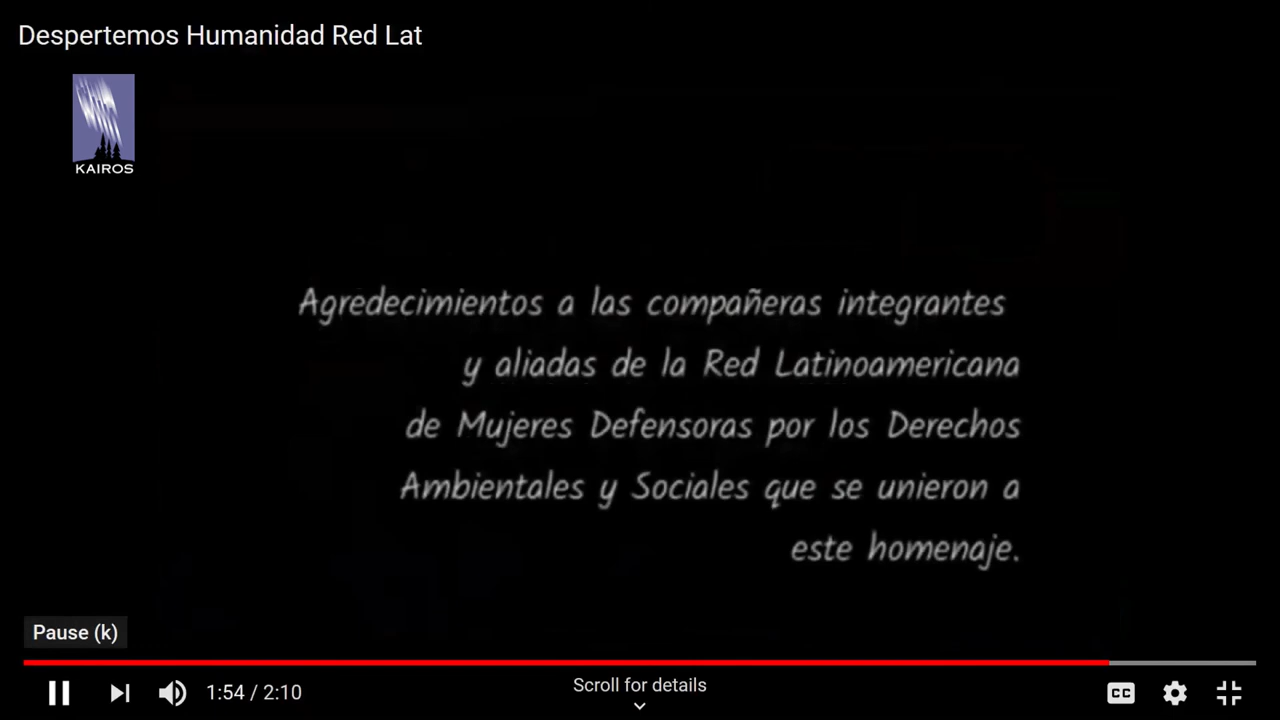 Despertemos Humanidad Red Lat
KAIROS
Agredecimientos a las compañeras integrantes
y aliadas de la Red Latinoamericana
de Mujeres Defensoras por los Derechos
Ambientales y Sociales que se unieron a
este homenaje.
Pause (k)
1:54 / 2:10
Scroll for details
CC